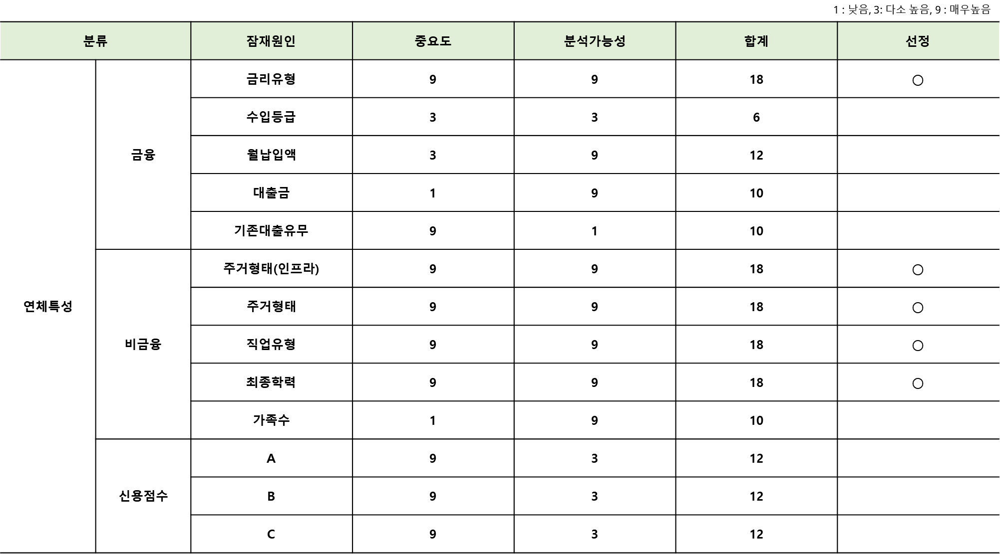 1 : 낮음, 3: 다소 높음, 9 : 매우높음
분류 잠재원인 중요도 분석가능성 합계 선정
연체특성
금융
금리유형 9 9 18 ○
수입등급 3 3 6
월납입액 3 9 12
대출금 1 9 10
기존대출유무 9 1 10
비금융
주거형태(인프라) 9 9 18 ○
주거형태 9 9 18 ○
직업유형 9 9 18 ○
최종학력 9 9 18 ○
가족수 1 9 10
신용점수
A 9 3 12
B 9 3 12
C 9 3 12